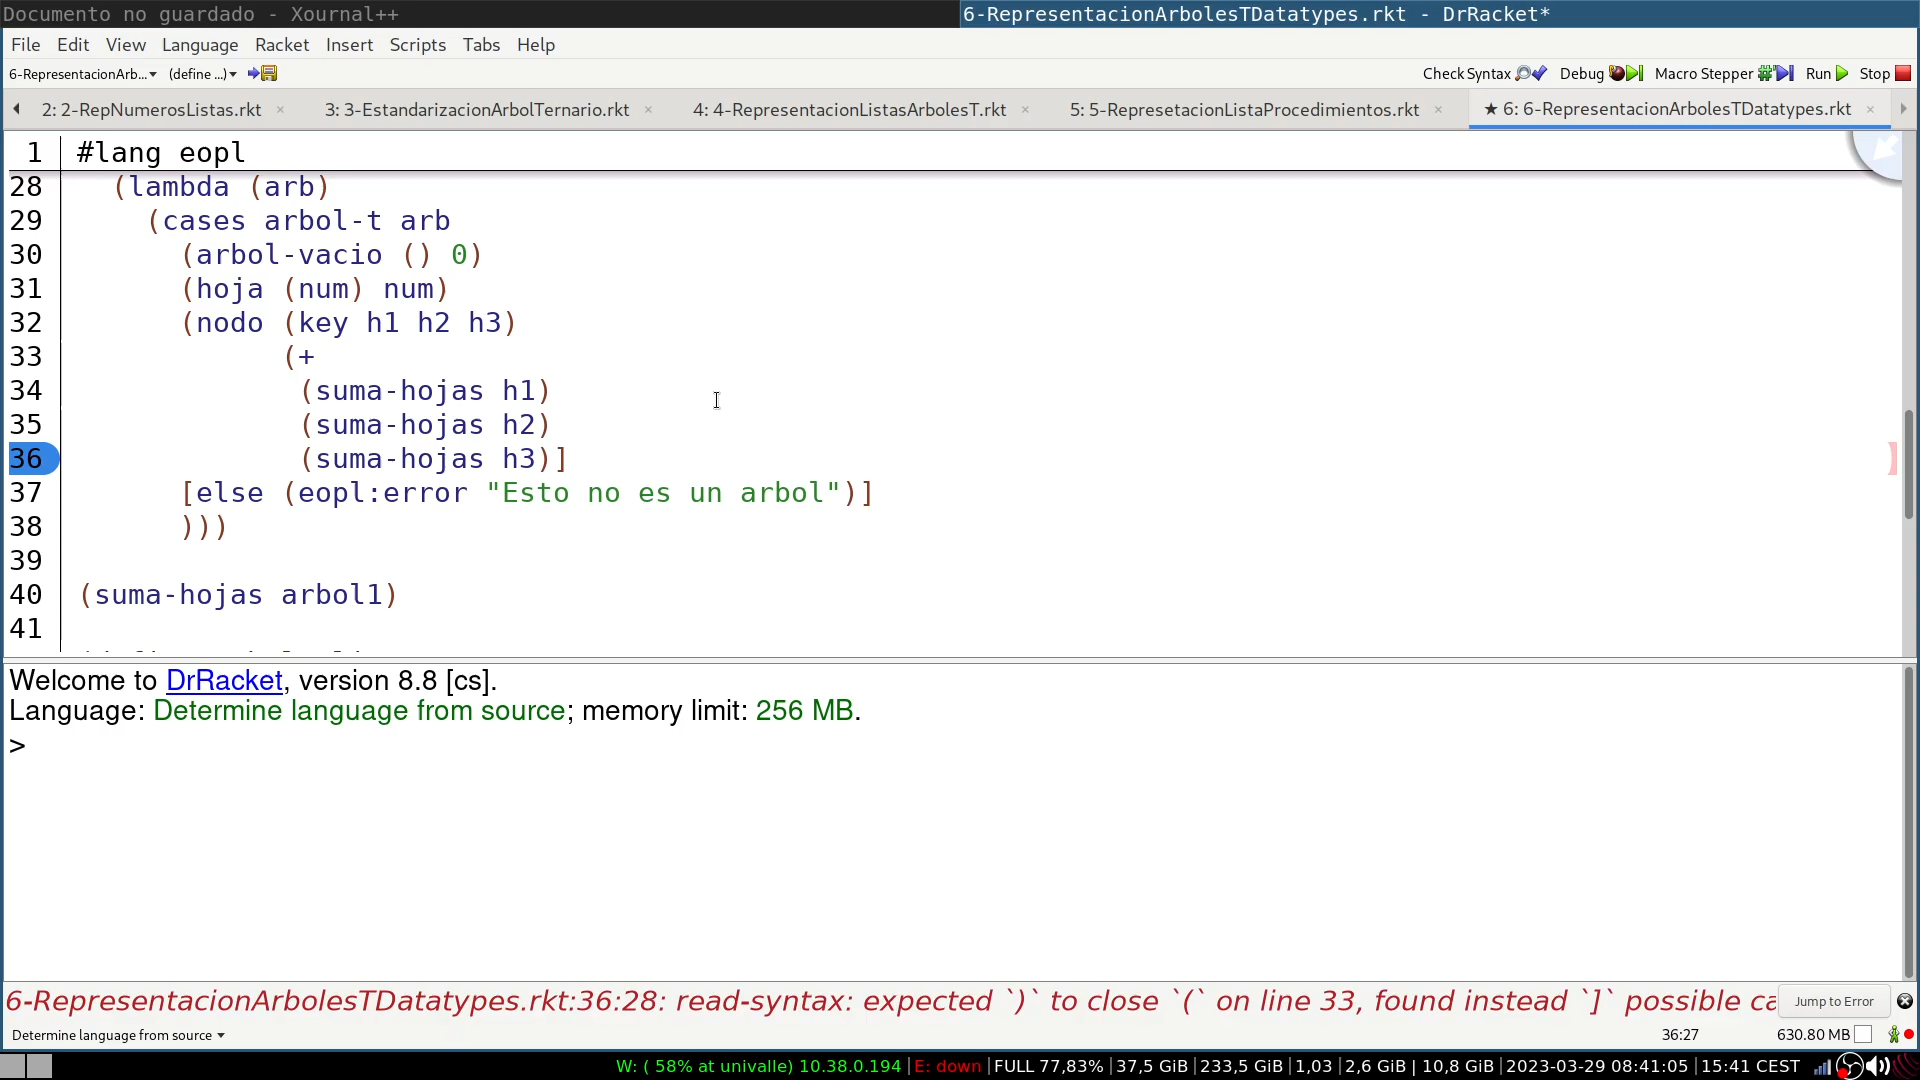 Documento no guardado - Xournal++
6-RepresentacionArbolesTDatatypes.rkt - DrRacket*
File Edit View Language Racket Insert Scripts Tabs Help
6-RepresentacionArb... (define ...) Check Syntax Debug Macro Stepper Run Stop
2: 2-RepNumerosListas.rkt 3: 3-EstandarizacionArbolTernario.rkt 4: 4-RepresentacionListasArbolesT.rkt 5: 5-RepresetacionListaProcedimientos.rkt ★ 6: 6-RepresentacionArbolesTDatatypes.rkt
1 #lang eopl
28 (lambda (arb)
29 (cases arbol-t arb
30 (arbol-vacio () 0)
31 (hoja (num) num)
32 (nodo (key h1 h2 h3)
33 (+
34 (suma-hojas h1)
35 (suma-hojas h2)
36 (suma-hojas h3)]
37 [else (eopl:error "Esto no es un arbol")]
38 )))
39
40 (suma-hojas arbol1)
41
Welcome to DrRacket, version 8.8 [cs].
Language: Determine language from source; memory limit: 256 MB.
>
6-RepresentacionArbolesTDatatypes.rkt:36:28: read-syntax: expected `)` to close `(` on line 33, found instead `]` possible ca Jump to Error
Determine language from source 36:27 630.80 MB
W: ( 58% at univalle) 10.38.0.194 |E: down |FULL 77,83% |37,5 GiB |233,5 GiB |1,03 |2,6 GiB | 10,8 GiB |2023-03-29 08:41:05 |15:41 CEST